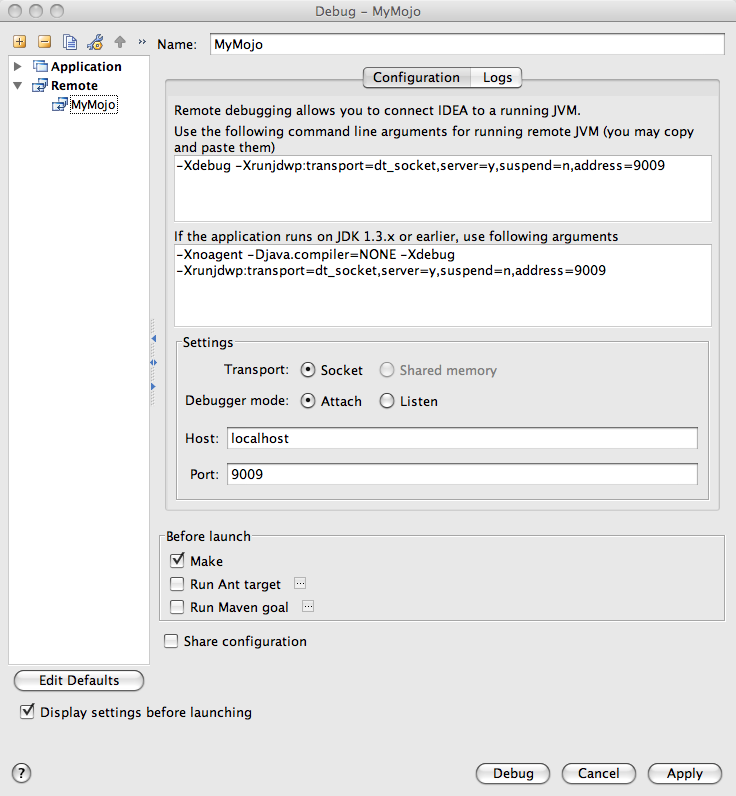 Debug – MyMojo
»
Name: MyMojo
Application
Remote
MyMojo
Configuration Logs
Remote debugging allows you to connect IDEA to a running JVM.
Use the following command line arguments for running remote JVM (you may copy
and paste them)
-Xdebug -Xrunjdwp:transport=dt_socket,server=y,suspend=n,address=9009
If the application runs on JDK 1.3.x or earlier, use following arguments
-Xnoagent -Djava.compiler=NONE -Xdebug
-Xrunjdwp:transport=dt_socket,server=y,suspend=n,address=9009
Settings
Transport: Socket Shared memory
Debugger mode: Attach Listen
Host: localhost
Port: 9009
Before launch
Make
Run Ant target ...
Run Maven goal ...
Share configuration
Edit Defaults
Display settings before launching
? Debug Cancel Apply